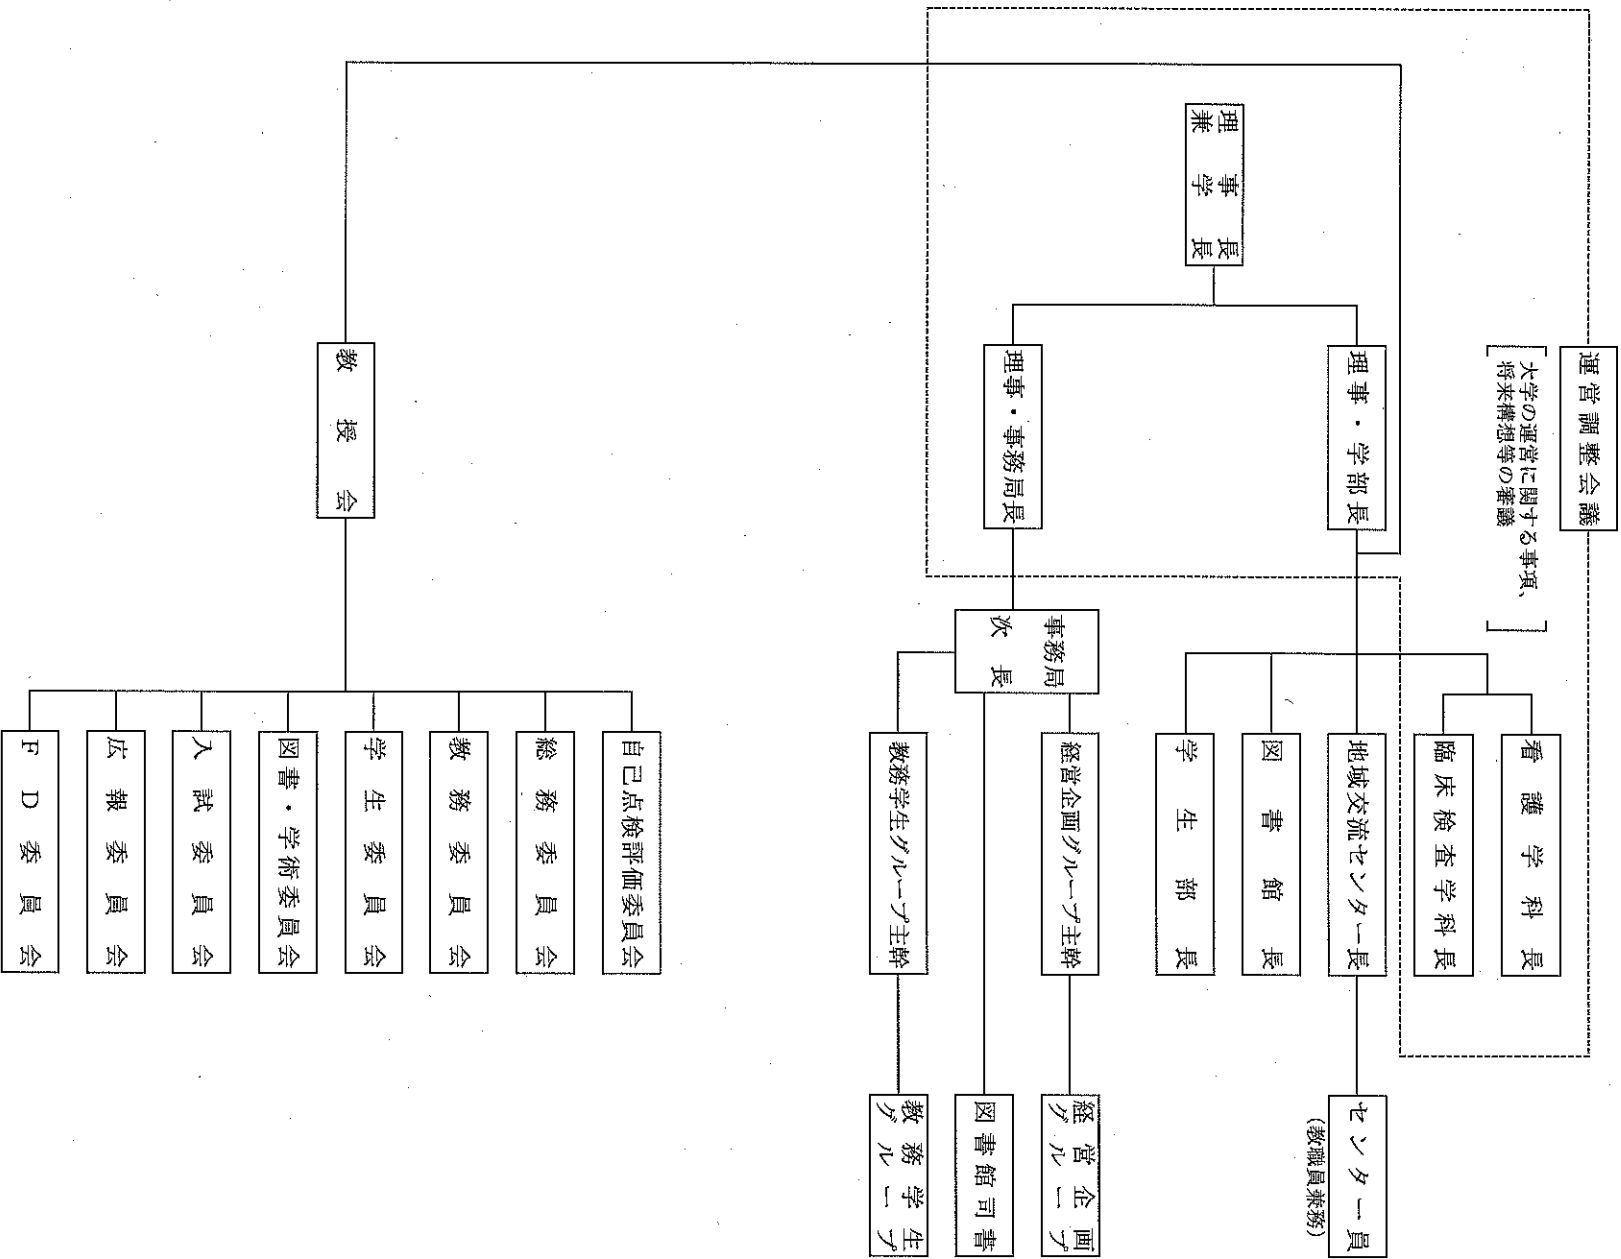 運営調整会議
大学の運営に関する事項、
将来構想等の審議
理事長
兼学長
理事・学部長
理事・事務局長
事務局
次長
看護学科長
臨床検査学科長
地域交流センター長
図書館長
学生部長
経営企画グループ主幹
教務学生グループ主幹
センター員
(教職員兼務)
経営企画
グループ
図書館司書
教務学生
グループ
教授会
自己点検評価委員会
総務委員会
教務委員会
学生委員会
図書・学術委員会
入試委員会
広報委員会
FD委員会